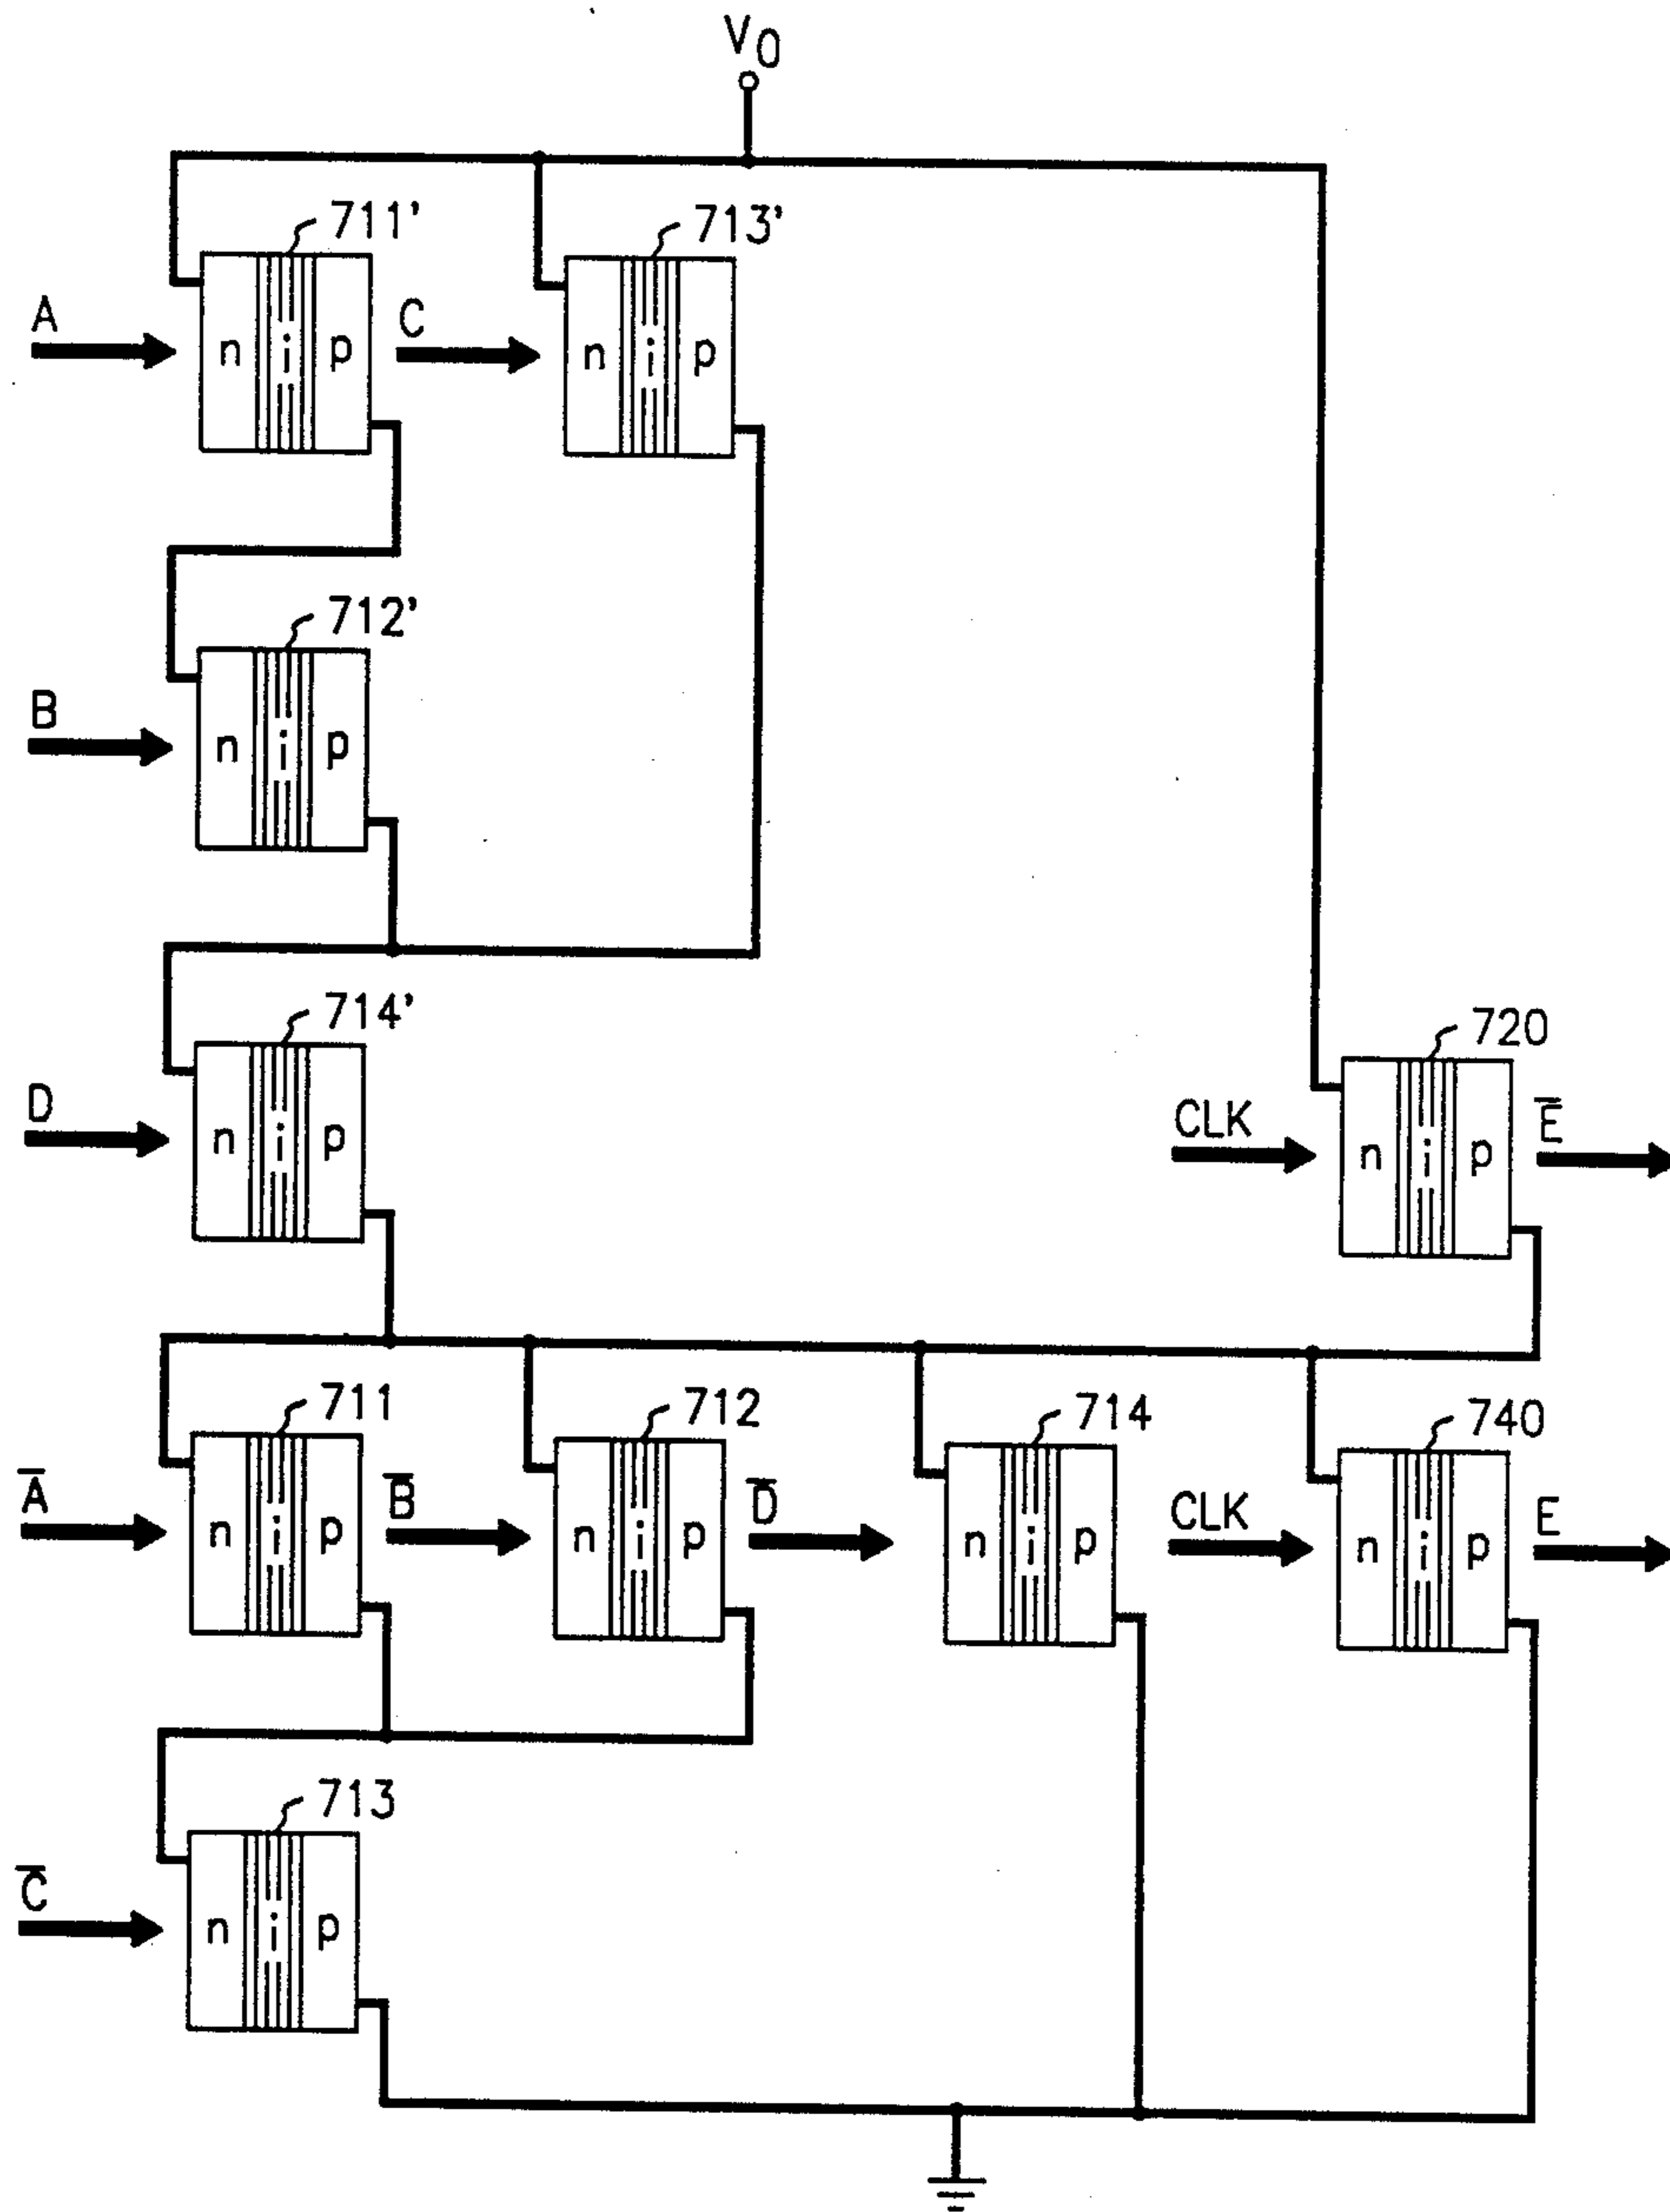 V0
711' 713'
A n i p C n i p
712'
B n i p
714' 720
D n i p CLK n i p E̅
711 712 714 740
A̅ n i p B̅ n i p D̅ n i p CLK n i p E
713
C̅ n i p